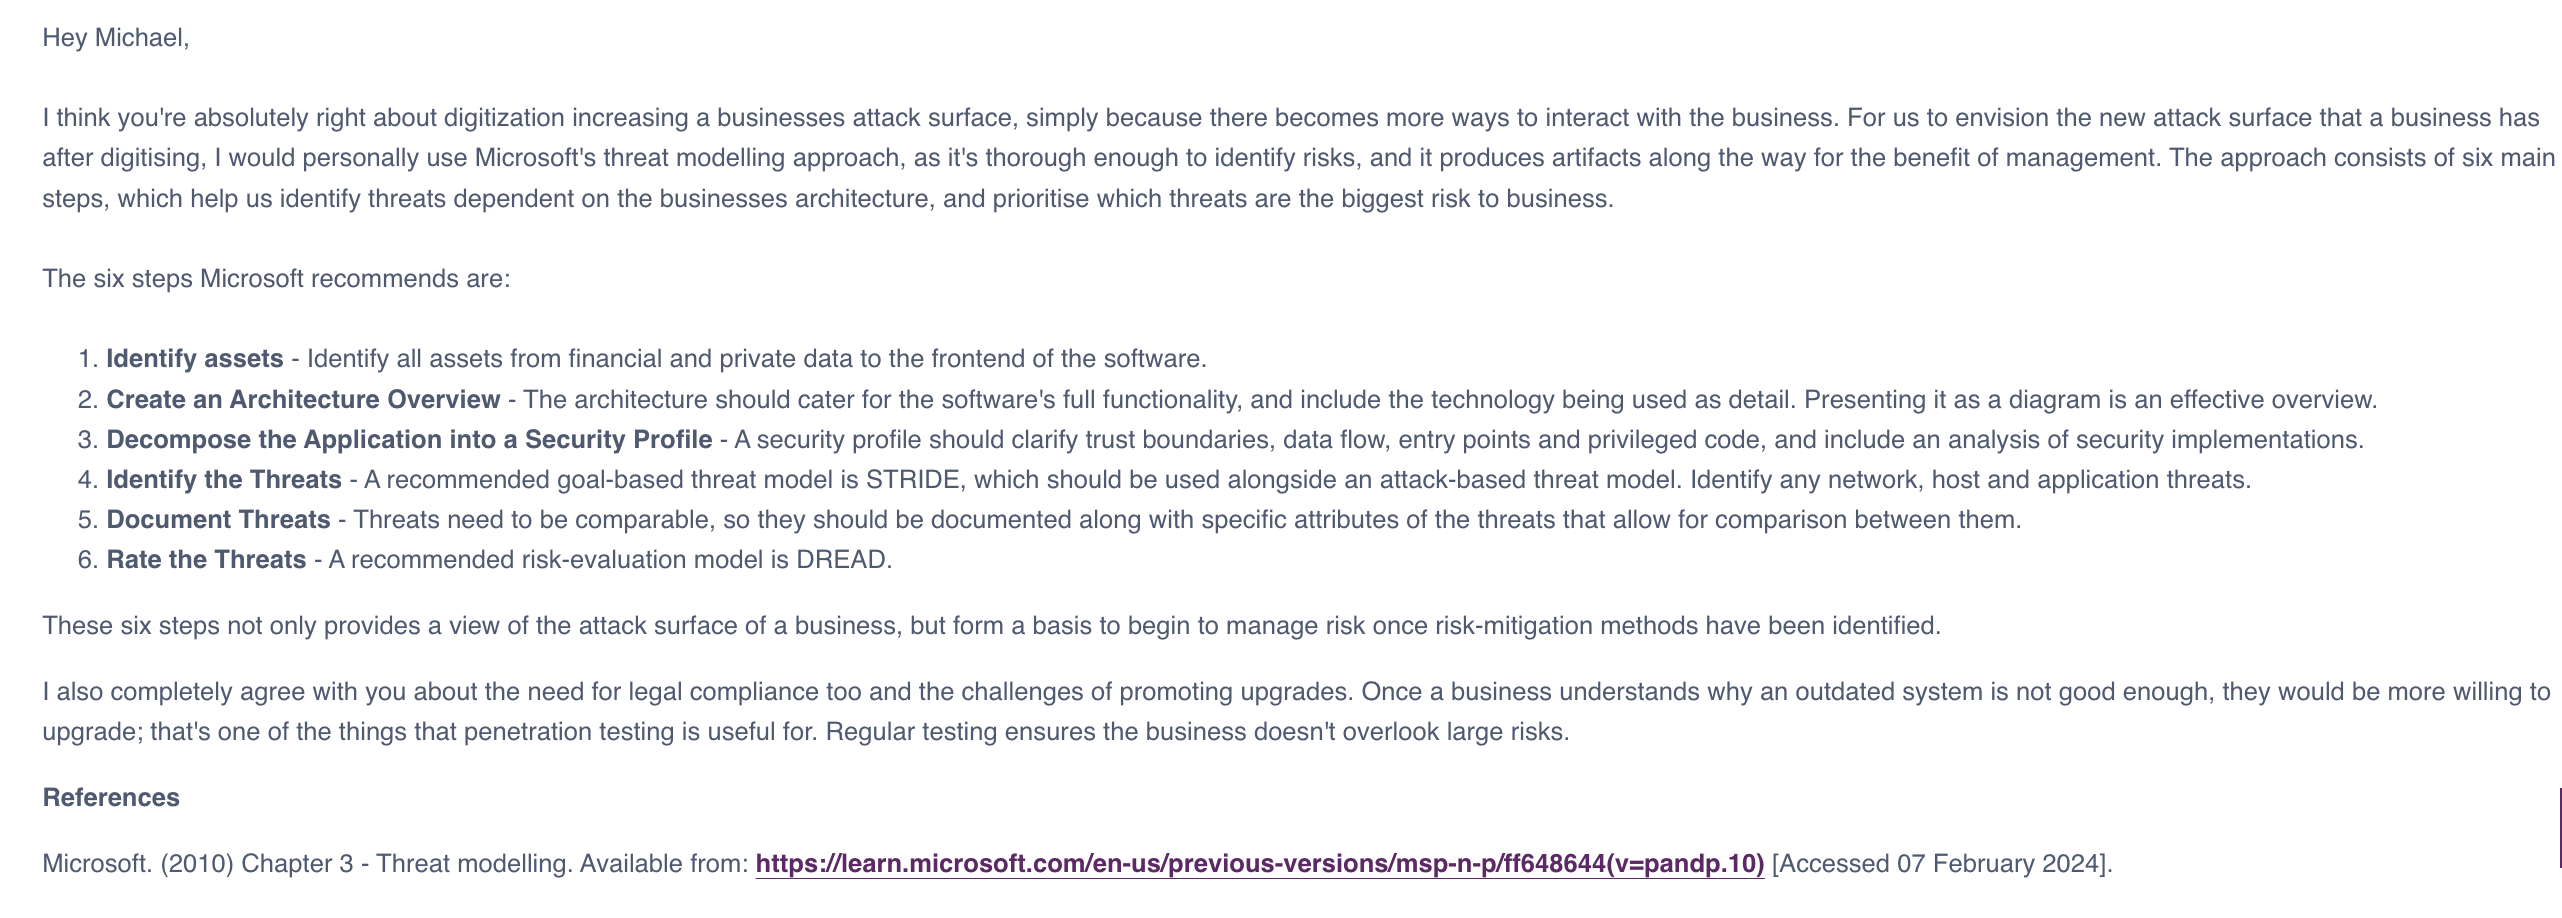 Hey Michael,
I think you're absolutely right about digitization increasing a businesses attack surface, simply because there becomes more ways to interact with the business. For us to envision the new attack surface that a business has
after digitising, I would personally use Microsoft's threat modelling approach, as it's thorough enough to identify risks, and it produces artifacts along the way for the benefit of management. The approach consists of six main
steps, which help us identify threats dependent on the businesses architecture, and prioritise which threats are the biggest risk to business.
The six steps Microsoft recommends are:
1. Identify assets - Identify all assets from financial and private data to the frontend of the software.
2. Create an Architecture Overview - The architecture should cater for the software's full functionality, and include the technology being used as detail. Presenting it as a diagram is an effective overview.
3. Decompose the Application into a Security Profile - A security profile should clarify trust boundaries, data flow, entry points and privileged code, and include an analysis of security implementations.
4. Identify the Threats - A recommended goal-based threat model is STRIDE, which should be used alongside an attack-based threat model. Identify any network, host and application threats.
5. Document Threats - Threats need to be comparable, so they should be documented along with specific attributes of the threats that allow for comparison between them.
6. Rate the Threats - A recommended risk-evaluation model is DREAD.
These six steps not only provides a view of the attack surface of a business, but form a basis to begin to manage risk once risk-mitigation methods have been identified.
I also completely agree with you about the need for legal compliance too and the challenges of promoting upgrades. Once a business understands why an outdated system is not good enough, they would be more willing to
upgrade; that's one of the things that penetration testing is useful for. Regular testing ensures the business doesn't overlook large risks.
References
Microsoft. (2010) Chapter 3 - Threat modelling. Available from: https://learn.microsoft.com/en-us/previous-versions/msp-n-p/ff648644(v=pandp.10) [Accessed 07 February 2024].